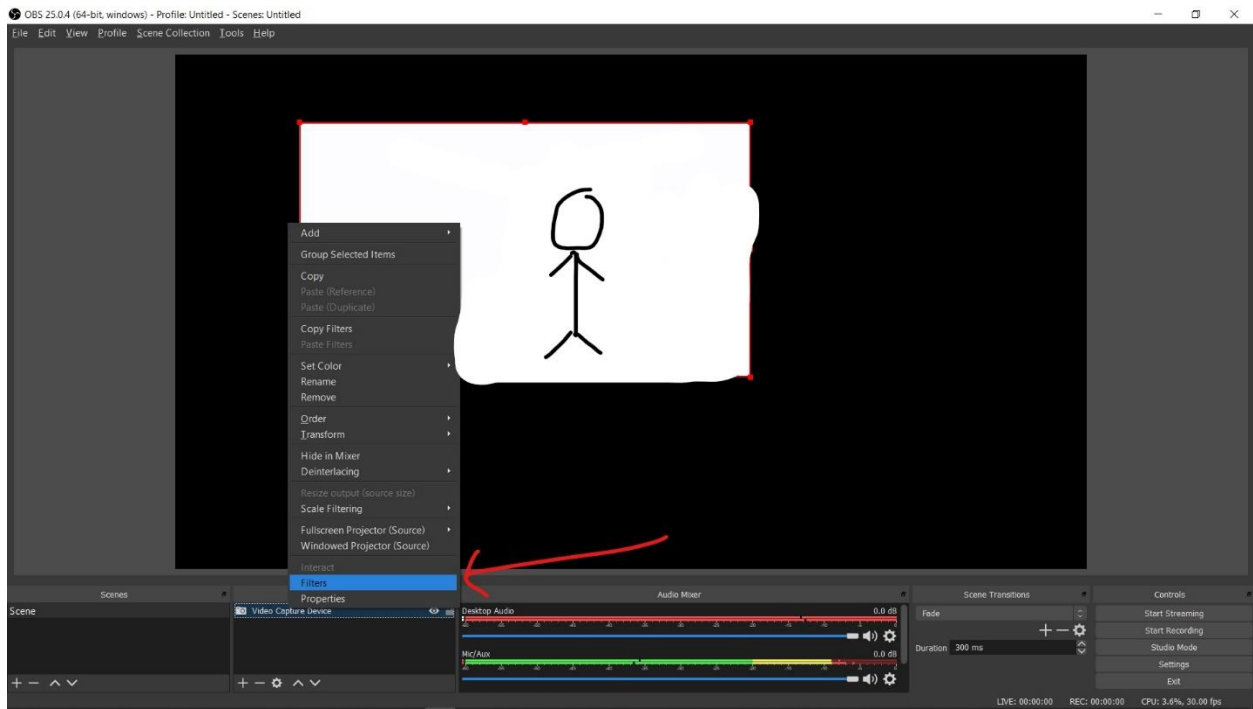 OBS 25.0.4 (64-bit, windows) - Profile: Untitled - Scenes: Untitled
File Edit View Profile Scene Collection Tools Help
Add
Group Selected Items
Copy
Paste (Reference)
Paste (Duplicate)
Copy Filters
Paste Filters
Set Color
Rename
Remove
Order
Transform
Hide in Mixer
Deinterlacing
Resize output (source size)
Scale Filtering
Fullscreen Projector (Source)
Windowed Projector (Source)
Interact
Filters
Properties
Scenes
Scene
Video Capture Device
Audio Mixer
Desktop Audio 0.0 dB
Mic/Aux 0.0 dB
Scene Transitions
Fade
Duration 300 ms
Controls
Start Streaming
Start Recording
Studio Mode
Settings
Exit
LIVE: 00:00:00 REC: 00:00:00 CPU: 3.6%, 30.00 fps